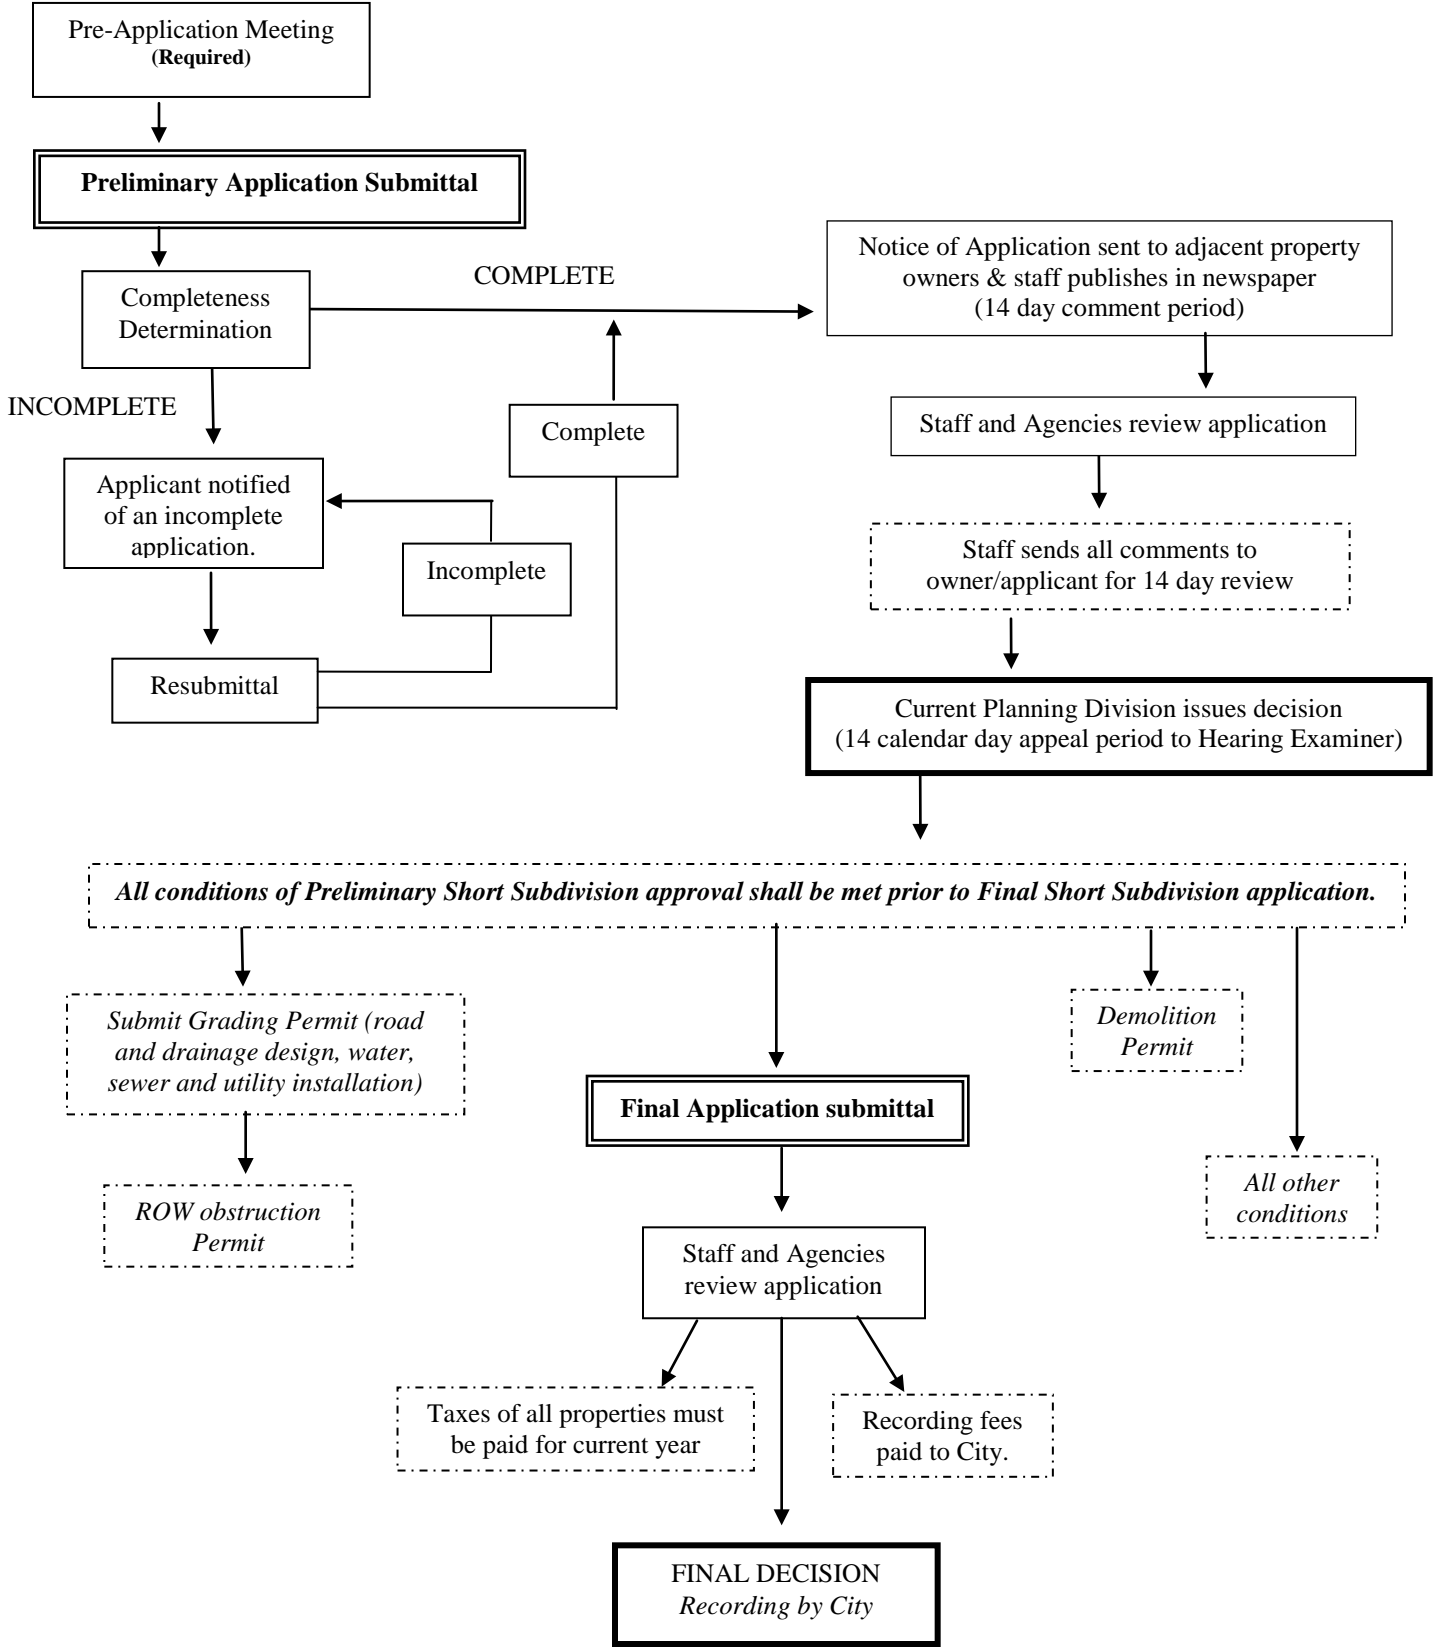 Pre-Application Meeting
(Required)
Preliminary Application Submittal
Completeness
Determination
COMPLETE
Notice of Application sent to adjacent property
owners & staff publishes in newspaper
(14 day comment period)
INCOMPLETE
Applicant notified
of an incomplete
application.
Complete
Incomplete
Resubmittal
Staff and Agencies review application
Staff sends all comments to
owner/applicant for 14 day review
Current Planning Division issues decision
(14 calendar day appeal period to Hearing Examiner)
All conditions of Preliminary Short Subdivision approval shall be met prior to Final Short Subdivision application.
Submit Grading Permit (road
and drainage design, water,
sewer and utility installation)
ROW obstruction
Permit
Final Application submittal
Demolition
Permit
All other
conditions
Staff and Agencies
review application
Taxes of all properties must
be paid for current year
Recording fees
paid to City.
FINAL DECISION
Recording by City